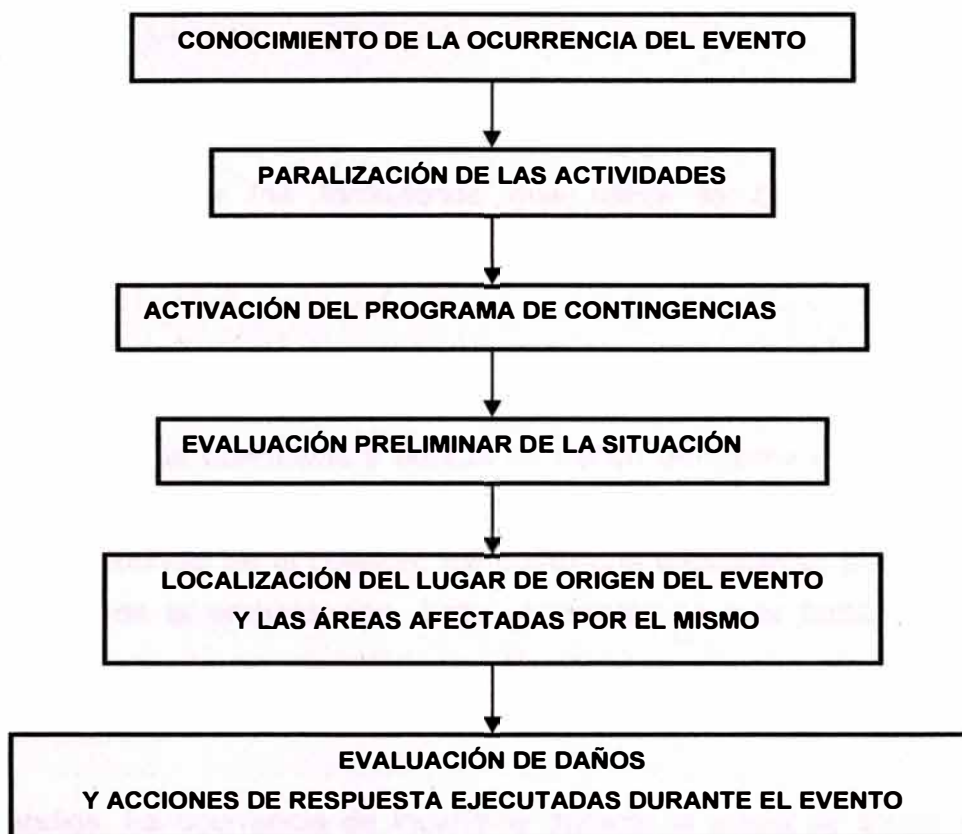 CONOCIMIENTO DE LA OCURRENCIA DEL EVENTO
PARALIZACIÓN DE LAS ACTIVIDADES
ACTIVACIÓN DEL PROGRAMA DE CONTINGENCIAS
EVALUACIÓN PRELIMINAR DE LA SITUACIÓN
LOCALIZACIÓN DEL LUGAR DE ORIGEN DEL EVENTO
Y LAS ÁREAS AFECTADAS POR EL MISMO
EVALUACIÓN DE DAÑOS
Y ACCIONES DE RESPUESTA EJECUTADAS DURANTE EL EVENTO